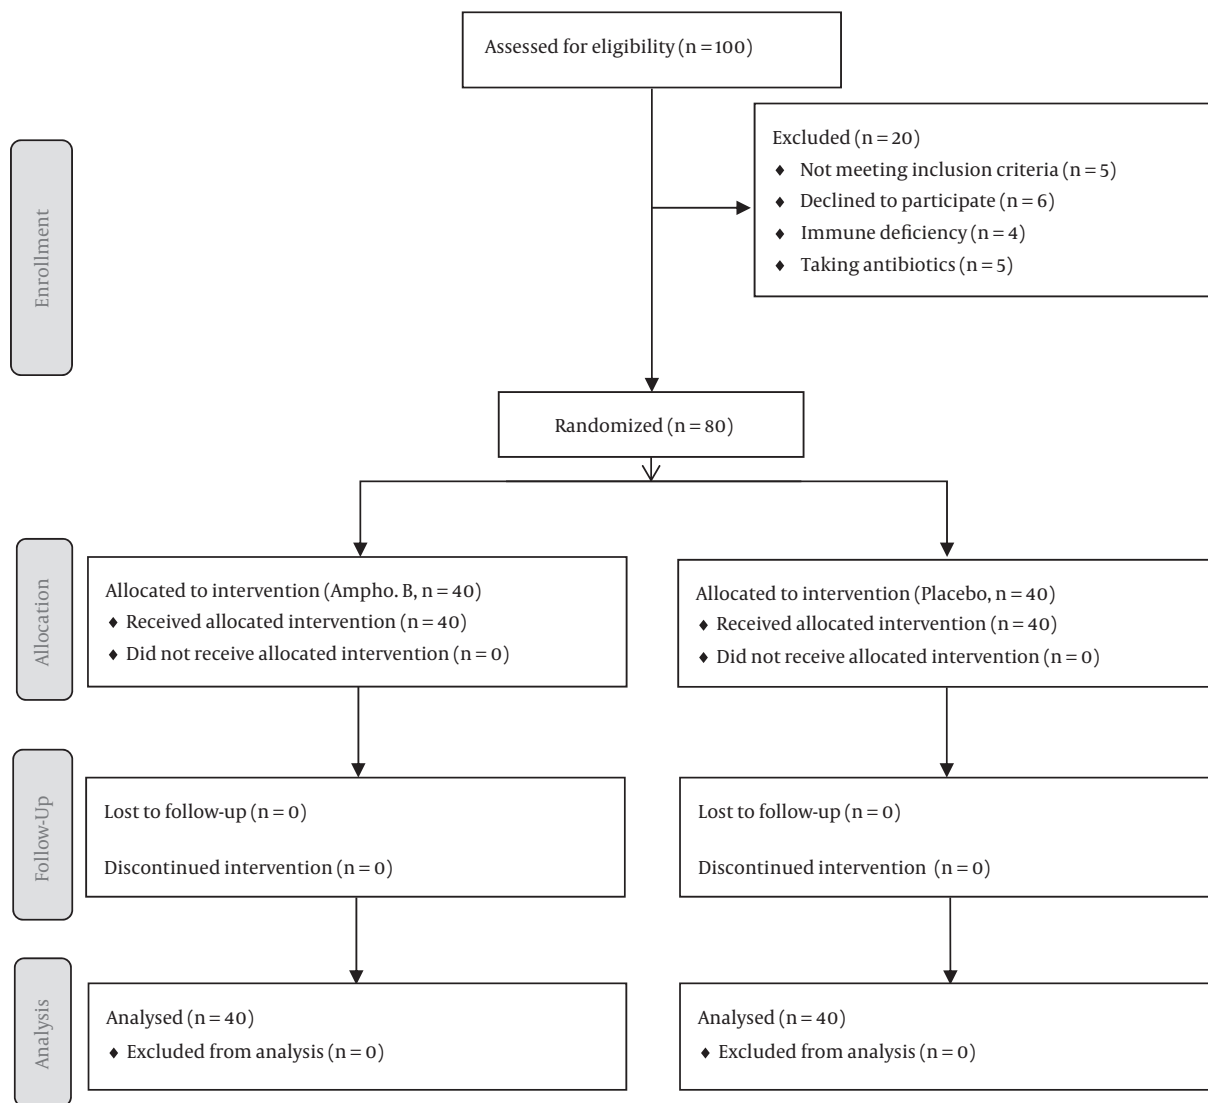 Assessed for eligibility (n = 100)
Enrollment
Excluded (n = 20)
♦ Not meeting inclusion criteria (n = 5)
♦ Declined to participate (n = 6)
♦ Immune deficiency (n = 4)
♦ Taking antibiotics (n = 5)
Randomized (n = 80)
Allocation
Allocated to intervention (Ampho. B, n = 40)
♦ Received allocated intervention (n = 40)
♦ Did not receive allocated intervention (n = 0)
Allocated to intervention (Placebo, n = 40)
♦ Received allocated intervention (n = 40)
♦ Did not receive allocated intervention (n = 0)
Follow-Up
Lost to follow-up (n = 0)
Discontinued intervention (n = 0)
Lost to follow-up (n = 0)
Discontinued intervention (n = 0)
Analysis
Analysed (n = 40)
♦ Excluded from analysis (n = 0)
Analysed (n = 40)
♦ Excluded from analysis (n = 0)